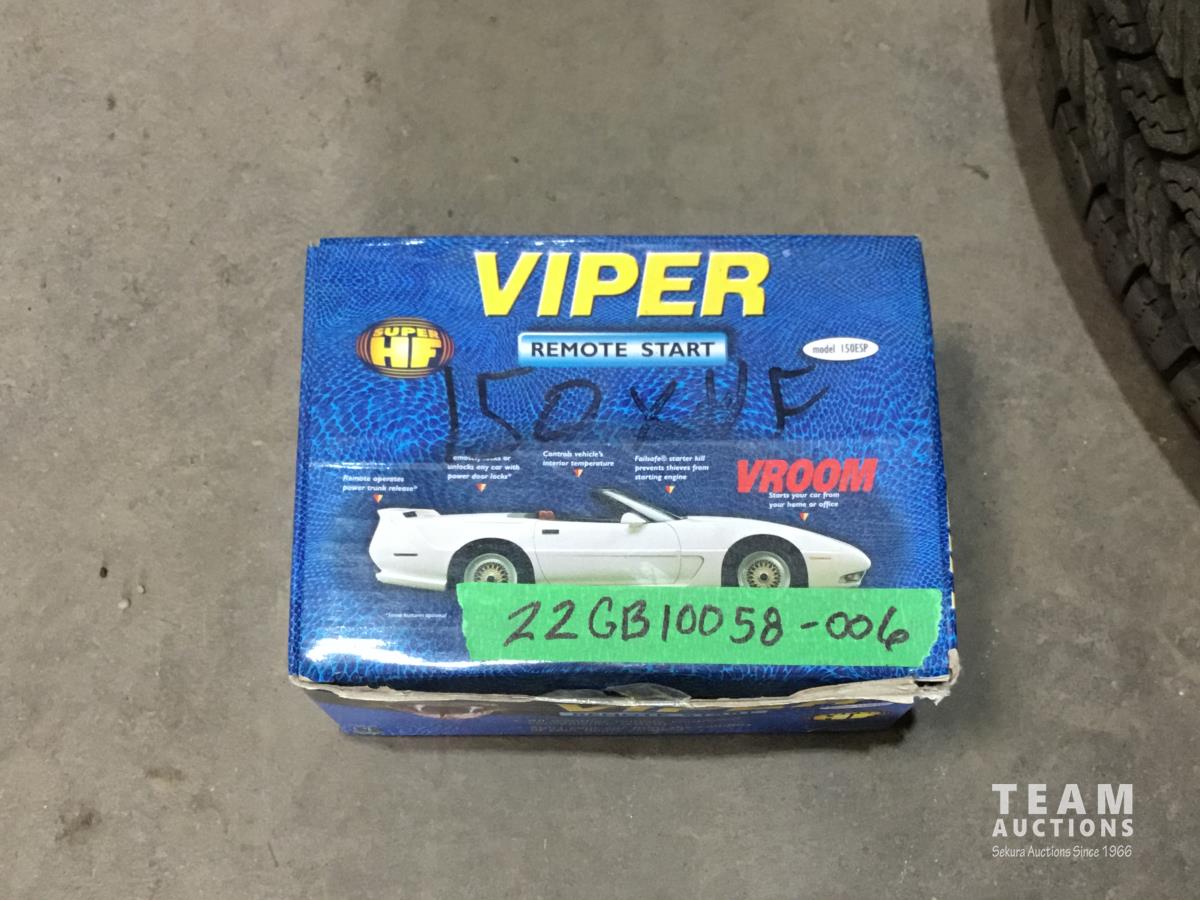 VIPER
SUPER
HF
REMOTE START
model 150ESP
150XHF
Remote operates
power trunk release*
unlocks any car with
power door locks*
Controls vehicle's
interior temperature
Failsafe® starter kill
prevents thieves from
starting engine
VROOM
Starts your car from
your home or office
22GB10058-006
TEAM
AUCTIONS
Sekura Auctions Since 1966